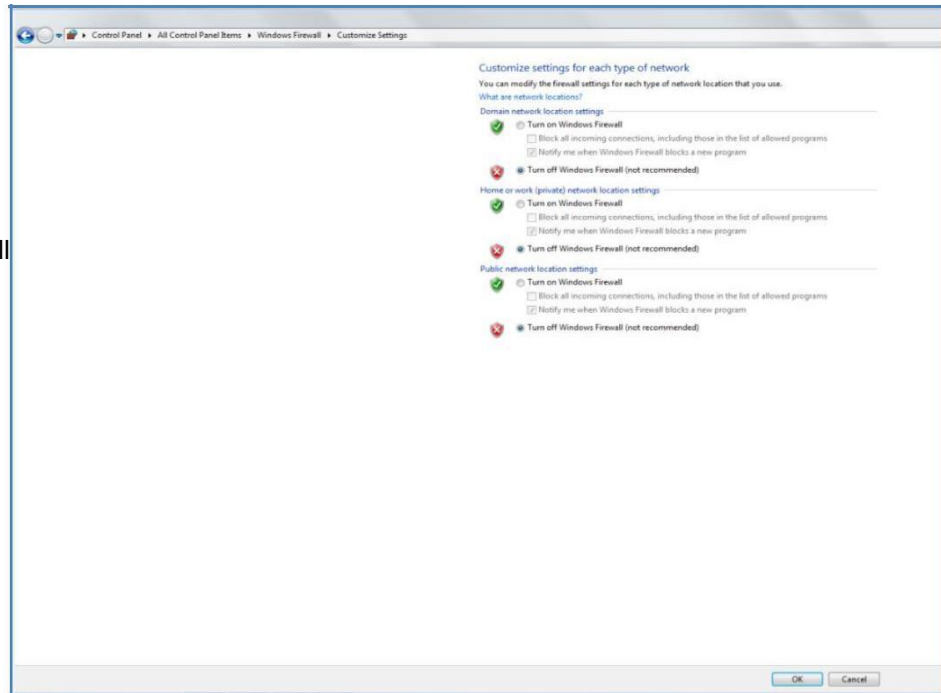 Control Panel ▸ All Control Panel Items ▸ Windows Firewall ▸ Customize Settings
Customize settings for each type of network
You can modify the firewall settings for each type of network location that you use.
What are network locations?
Domain network location settings
Turn on Windows Firewall
Block all incoming connections, including those in the list of allowed programs
Notify me when Windows Firewall blocks a new program
Turn off Windows Firewall (not recommended)
Home or work (private) network location settings
Turn on Windows Firewall
Block all incoming connections, including those in the list of allowed programs
Notify me when Windows Firewall blocks a new program
ll
Turn off Windows Firewall (not recommended)
Public network location settings
Turn on Windows Firewall
Block all incoming connections, including those in the list of allowed programs
Notify me when Windows Firewall blocks a new program
Turn off Windows Firewall (not recommended)
OK Cancel